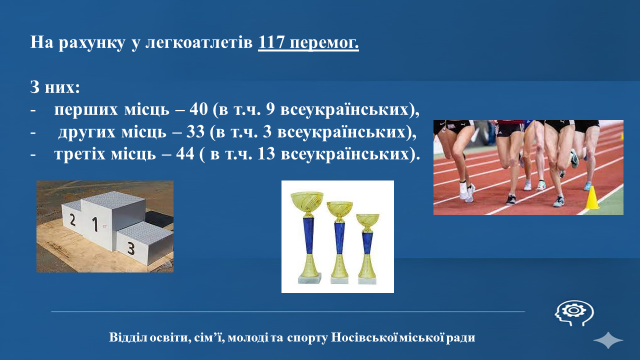 На рахунку у легкоатлетів 117 перемог.
З них:
- перших місць – 40 (в т.ч. 9 всеукраїнських),
- других місць – 33 (в т.ч. 3 всеукраїнських),
- третіх місць – 44 ( в т.ч. 13 всеукраїнських).
2 1 3
Відділ освіти, сім’ї, молоді та спорту Носівської міської ради